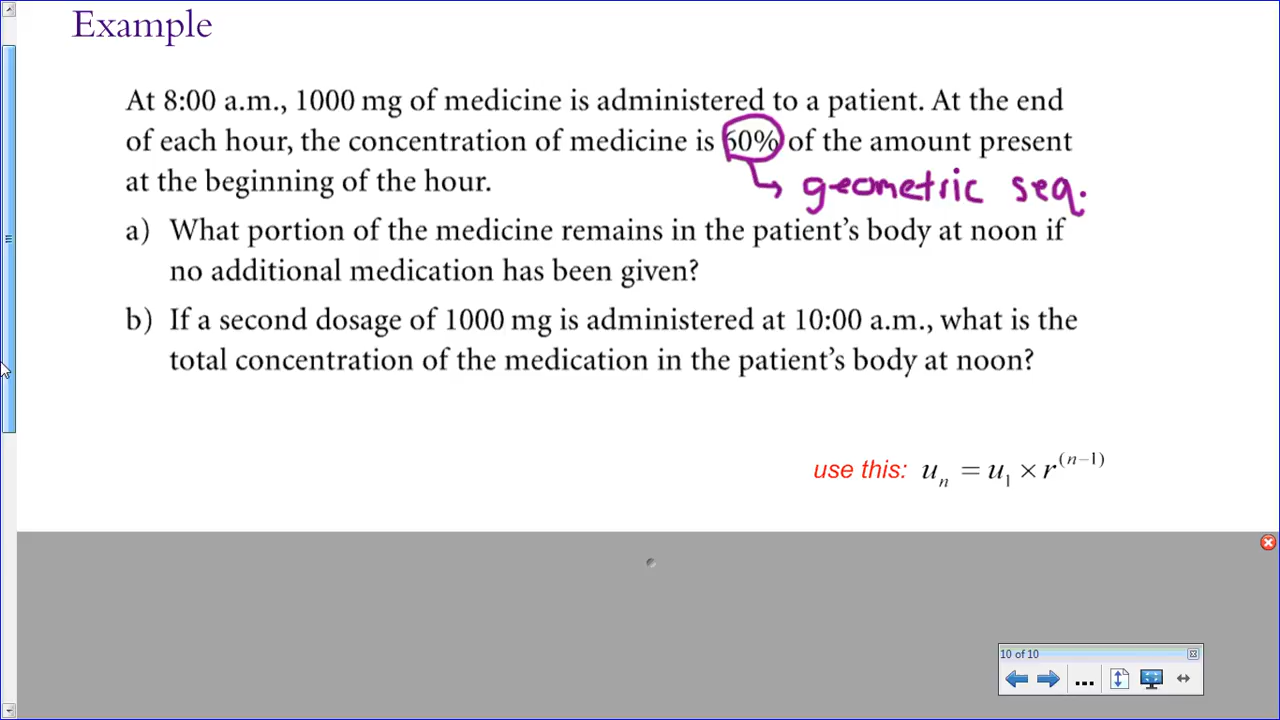 Example
At 8:00 a.m., 1000 mg of medicine is administered to a patient. At the end
of each hour, the concentration of medicine is 60% of the amount present
at the beginning of the hour.
geometric seq.
a) What portion of the medicine remains in the patient's body at noon if
no additional medication has been given?
b) If a second dosage of 1000 mg is administered at 10:00 a.m., what is the
total concentration of the medication in the patient's body at noon?
use this: uₙ = u₁ × r⁽ⁿ⁻¹⁾
10 of 10